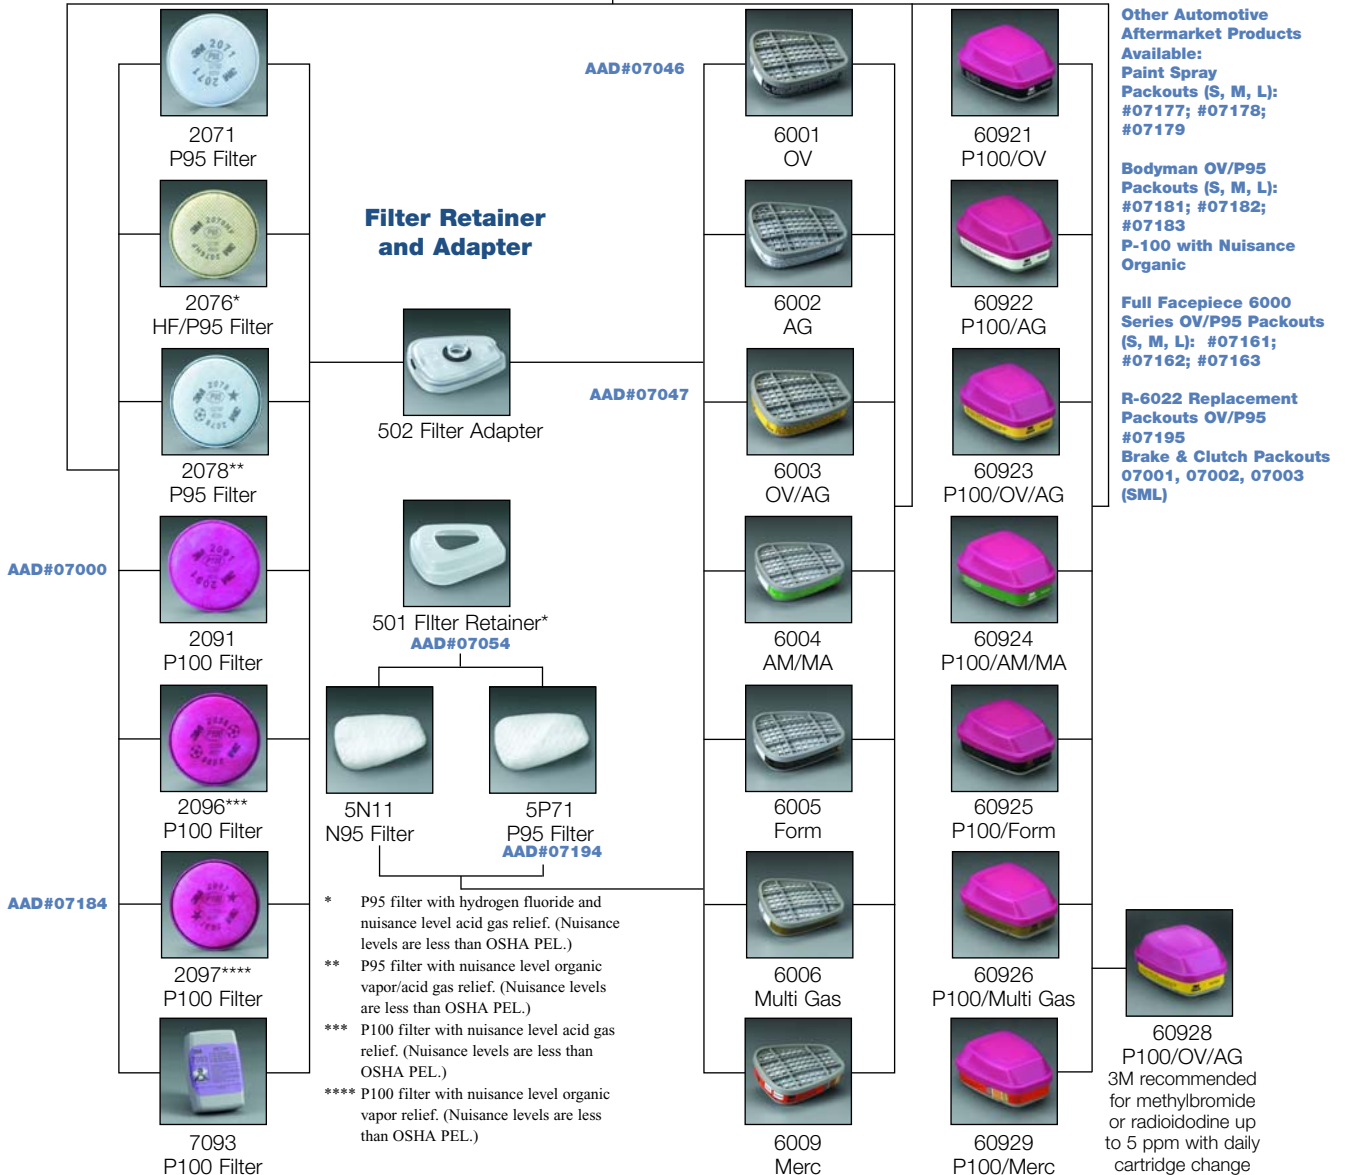 2071
P95 Filter
2076*
HF/P95 Filter
2078**
P95 Filter
AAD#07000
2091
P100 Filter
2096***
P100 Filter
AAD#07184
2097****
P100 Filter
7093
P100 Filter
Filter Retainer
and Adapter
502 Filter Adapter
501 FIlter Retainer*
AAD#07054
5N11
N95 Filter
5P71
P95 Filter
AAD#07194
* P95 filter with hydrogen fluoride and
nuisance level acid gas relief. (Nuisance
levels are less than OSHA PEL.)
** P95 filter with nuisance level organic
vapor/acid gas relief. (Nuisance levels
are less than OSHA PEL.)
*** P100 filter with nuisance level acid gas
relief. (Nuisance levels are less than
OSHA PEL.)
**** P100 filter with nuisance level organic
vapor relief. (Nuisance levels are less
than OSHA PEL.)
AAD#07046
6001
OV
6002
AG
AAD#07047
6003
OV/AG
6004
AM/MA
6005
Form
6006
Multi Gas
6009
Merc
60921
P100/OV
60922
P100/AG
60923
P100/OV/AG
60924
P100/AM/MA
60925
P100/Form
60926
P100/Multi Gas
60929
P100/Merc
Other Automotive
Aftermarket Products
Available:
Paint Spray
Packouts (S, M, L):
#07177; #07178;
#07179
Bodyman OV/P95
Packouts (S, M, L):
#07181; #07182;
#07183
P-100 with Nuisance
Organic
Full Facepiece 6000
Series OV/P95 Packouts
(S, M, L): #07161;
#07162; #07163
R-6022 Replacement
Packouts OV/P95
#07195
Brake & Clutch Packouts
07001, 07002, 07003
(SML)
60928
P100/OV/AG
3M recommended
for methylbromide
or radioidodine up
to 5 ppm with daily
cartridge change